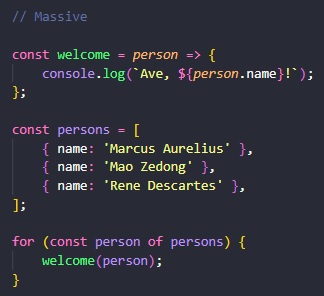 // Massive
const welcome = person => {
    console.log(`Ave, ${person.name}!`);
};
const persons = [
    { name: 'Marcus Aurelius' },
    { name: 'Mao Zedong' },
    { name: 'Rene Descartes' },
];
for (const person of persons) {
    welcome(person);
}